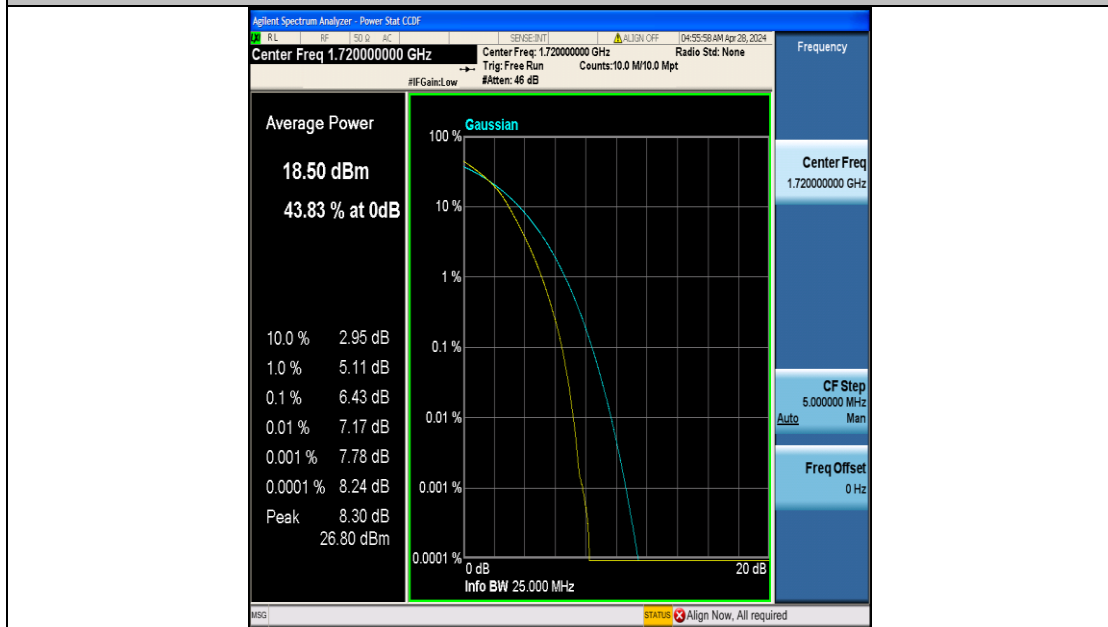 Agilent Spectrum Analyzer - Power Stat CCDF
RL RF 50 Ω AC SENSE:INT ALIGN OFF 04:55:58 AM Apr 28, 2024
Center Freq 1.720000000 GHz
Center Freq: 1.720000000 GHz Radio Std: None
Trig: Free Run Counts:10.0 M/10.0 Mpt
#IFGain:Low #Atten: 46 dB
Frequency
Average Power
18.50 dBm
43.83 % at 0dB
10.0 % 2.95 dB
1.0 % 5.11 dB
0.1 % 6.43 dB
0.01 % 7.17 dB
0.001 % 7.78 dB
0.0001 % 8.24 dB
Peak 8.30 dB
26.80 dBm
Gaussian
100 %
10 %
1 %
0.1 %
0.01 %
0.001 %
0.0001 %
0 dB 20 dB
Info BW 25.000 MHz
Center Freq
1.720000000 GHz
CF Step
5.000000 MHz
Auto Man
Freq Offset
0 Hz
MSG STATUS Align Now, All required